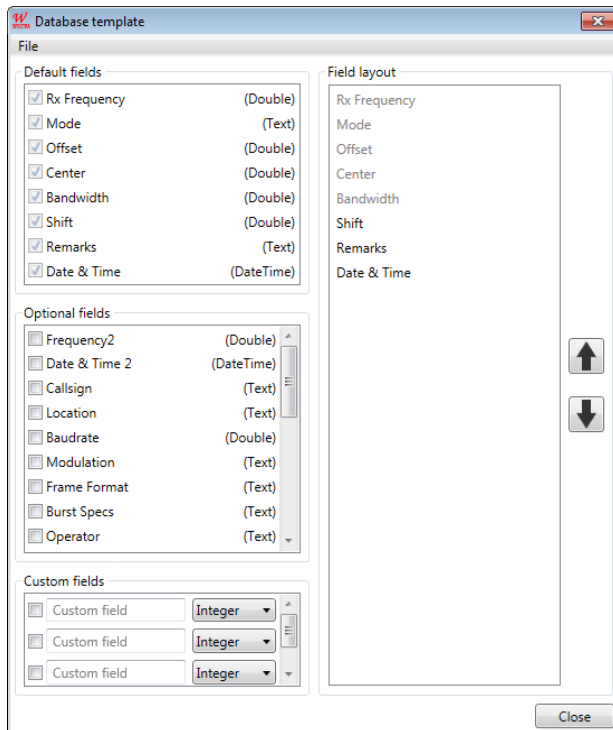 W SPECTRA Database template
File
Default fields
Rx Frequency (Double)
Mode (Text)
Offset (Double)
Center (Double)
Bandwidth (Double)
Shift (Double)
Remarks (Text)
Date & Time (DateTime)
Optional fields
Frequency2 (Double)
Date & Time 2 (DateTime)
Callsign (Text)
Location (Text)
Baudrate (Double)
Modulation (Text)
Frame Format (Text)
Burst Specs (Text)
Operator (Text)
Custom fields
Custom field Integer
Custom field Integer
Custom field Integer
Field layout
Rx Frequency
Mode
Offset
Center
Bandwidth
Shift
Remarks
Date & Time
Close